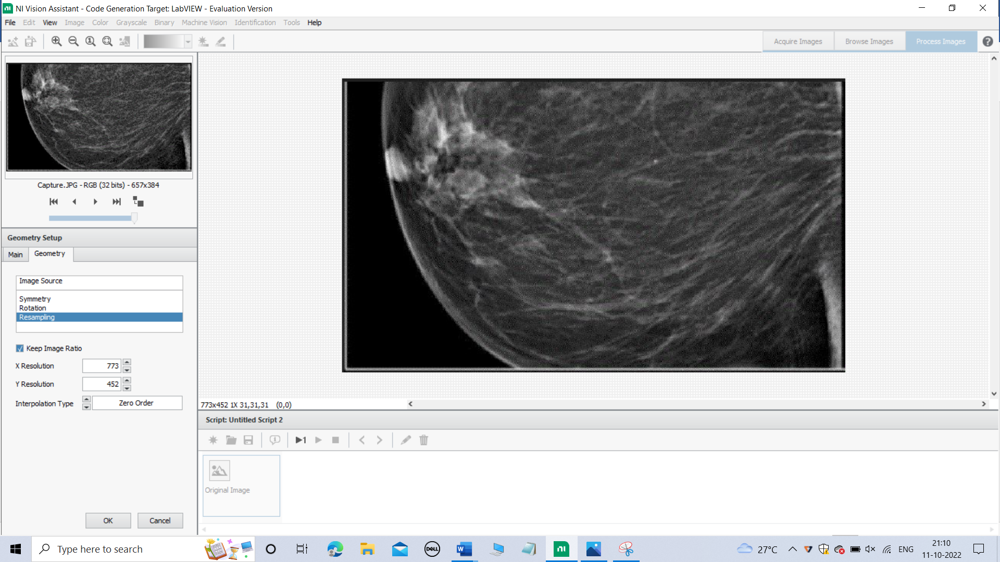 NI Vision Assistant - Code Generation Target: LabVIEW - Evaluation Version
File Edit View Image Color Grayscale Binary Machine Vision Identification Tools Help
Acquire Images Browse Images Process Images
Capture.JPG - RGB (32 bits) - 657x384
Geometry Setup
Main Geometry
Image Source
Symmetry
Rotation
Resampling
Keep Image Ratio
X Resolution 773
Y Resolution 452
Interpolation Type Zero Order
OK Cancel
773x452 1X 31,31,31 (0,0)
Script: Untitled Script 2
1
Original Image
Type here to search
DELL
W
27°C
ENG
21:10
11-10-2022